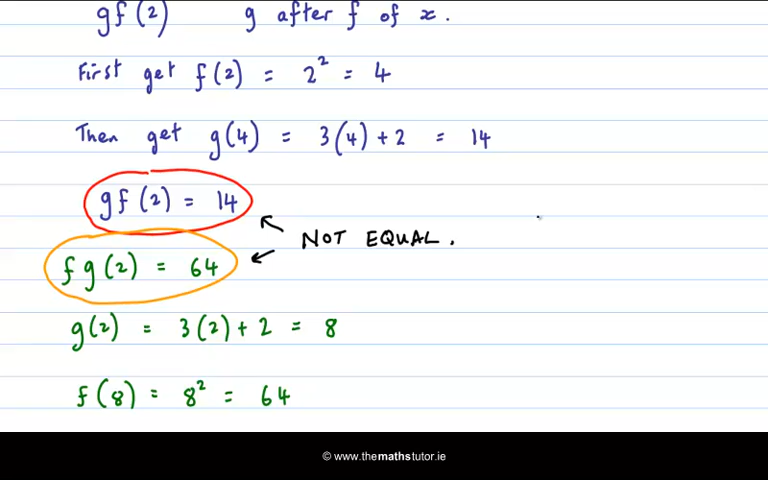 gf(2) g after f of x.
First get f(2) = 2² = 4
Then get g(4) = 3(4) + 2 = 14
gf(2) = 14
NOT EQUAL.
fg(2) = 64
g(2) = 3(2) + 2 = 8
f(8) = 8² = 64
© www.themathstutor.ie